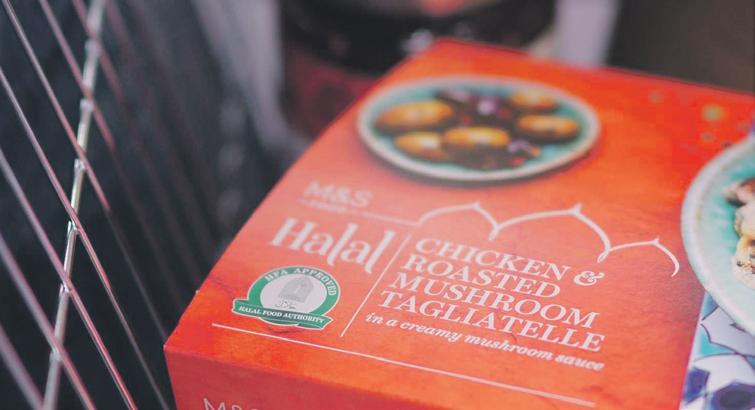 M&S
FOOD
Halal
CHICKEN &
ROASTED
MUSHROOM
TAGLIATELLE
in a creamy mushroom sauce
HFA APPROVED
HALAL FOOD AUTHORITY
M&S